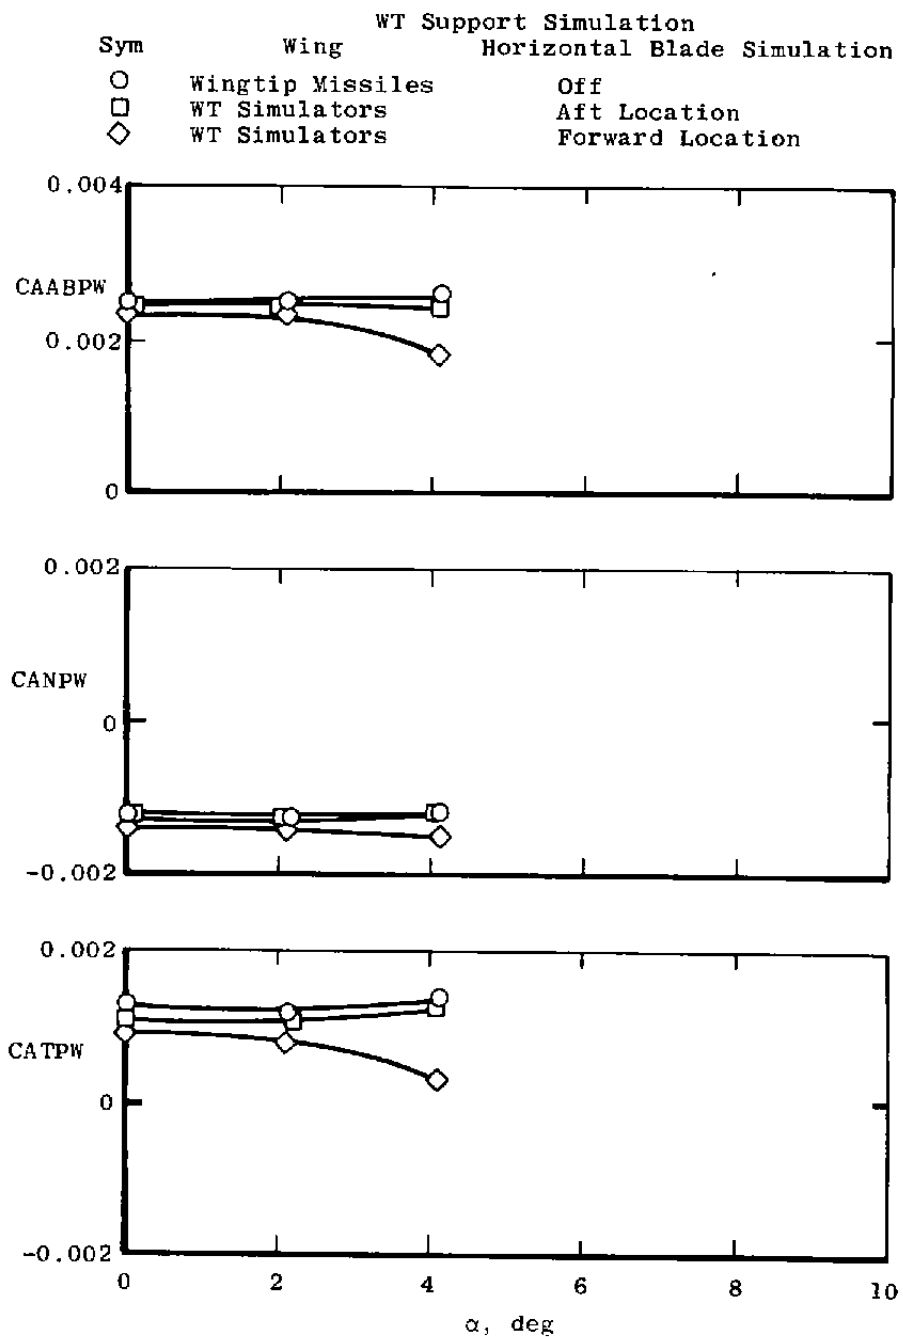 WT Support Simulation
Sym Wing Horizontal Blade Simulation
Wingtip Missiles Off
WT Simulators Aft Location
WT Simulators Forward Location
0.004
CAABPW
0.002
0
0.002
CANPW
0
-0.002
0.002
CATPW
0
-0.002
0 2 4 6 8 10
α, deg